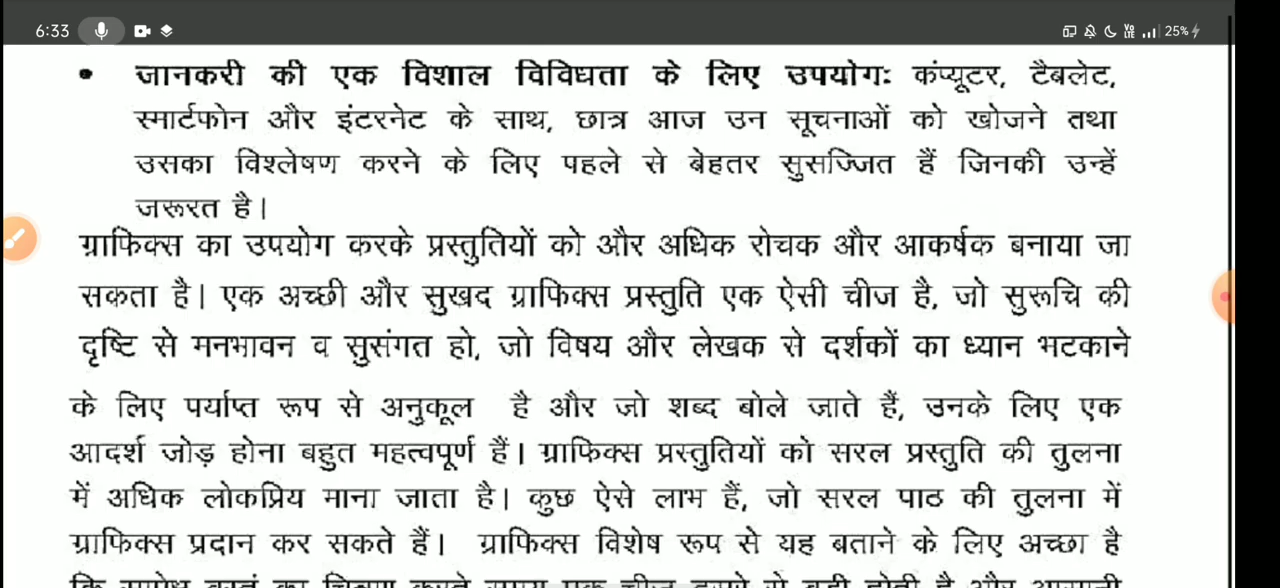 6:33
25%
• जानकरी की एक विशाल विविधता के लिए उपयोगः कंप्यूटर, टैबलेट,
स्मार्टफोन और इंटरनेट के साथ, छात्र आज उन सूचनाओं को खोजने तथा
उसका विश्लेषण करने के लिए पहले से बेहतर सुसज्जित हैं जिनकी उन्हें
जरूरत है।
ग्राफिक्स का उपयोग करके प्रस्तुतियों को और अधिक रोचक और आकर्षक बनाया जा
सकता है। एक अच्छी और सुखद ग्राफिक्स प्रस्तुति एक ऐसी चीज है, जो सुरूचि की
दृष्टि से मनभावन व सुसंगत हो, जो विषय और लेखक से दर्शकों का ध्यान भटकाने
के लिए पर्याप्त रूप से अनुकूल है और जो शब्द बोले जाते हैं, उनके लिए एक
आदर्श जोड़ होना बहुत महत्वपूर्ण हैं। ग्राफिक्स प्रस्तुतियों को सरल प्रस्तुति की तुलना
में अधिक लोकप्रिय माना जाता है। कुछ ऐसे लाभ हैं, जो सरल पाठ की तुलना में
ग्राफिक्स प्रदान कर सकते हैं। ग्राफिक्स विशेष रूप से यह बताने के लिए अच्छा है